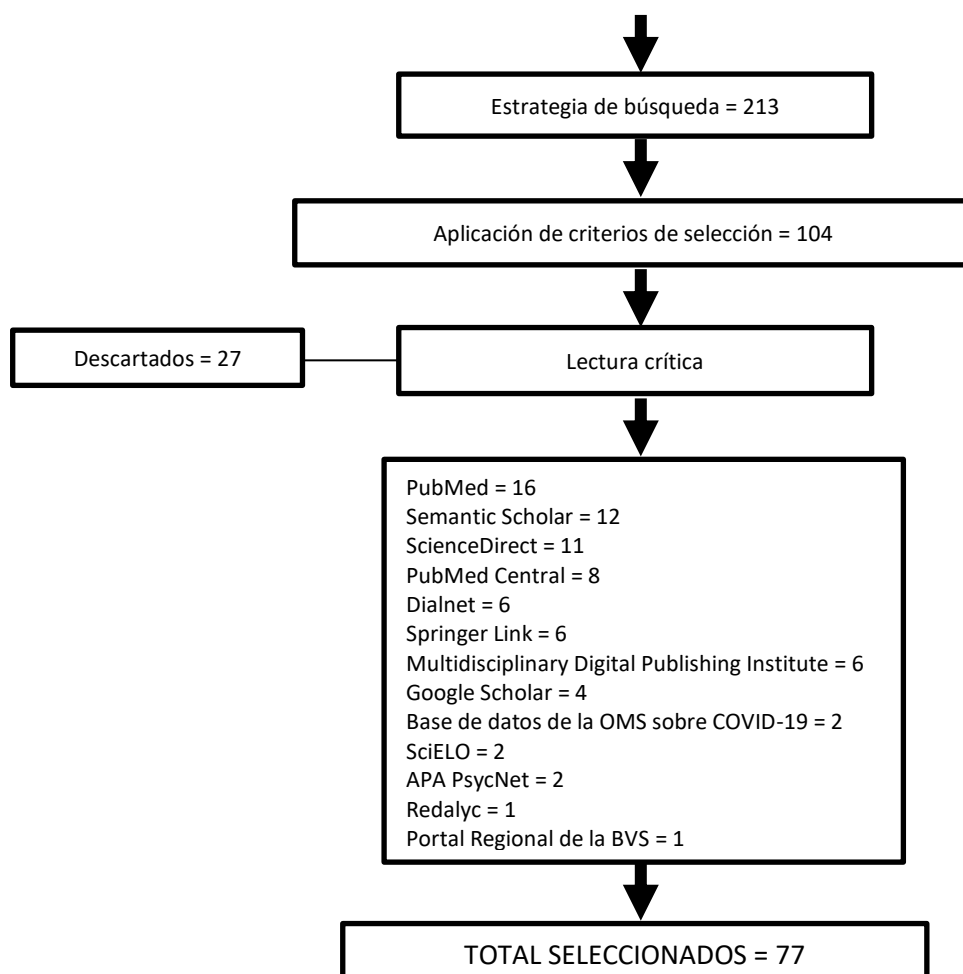 Estrategia de búsqueda = 213
Aplicación de criterios de selección = 104
Descartados = 27
Lectura crítica
PubMed = 16
Semantic Scholar = 12
ScienceDirect = 11
PubMed Central = 8
Dialnet = 6
Springer Link = 6
Multidisciplinary Digital Publishing Institute = 6
Google Scholar = 4
Base de datos de la OMS sobre COVID-19 = 2
SciELO = 2
APA PsycNet = 2
Redalyc = 1
Portal Regional de la BVS = 1
TOTAL SELECCIONADOS = 77